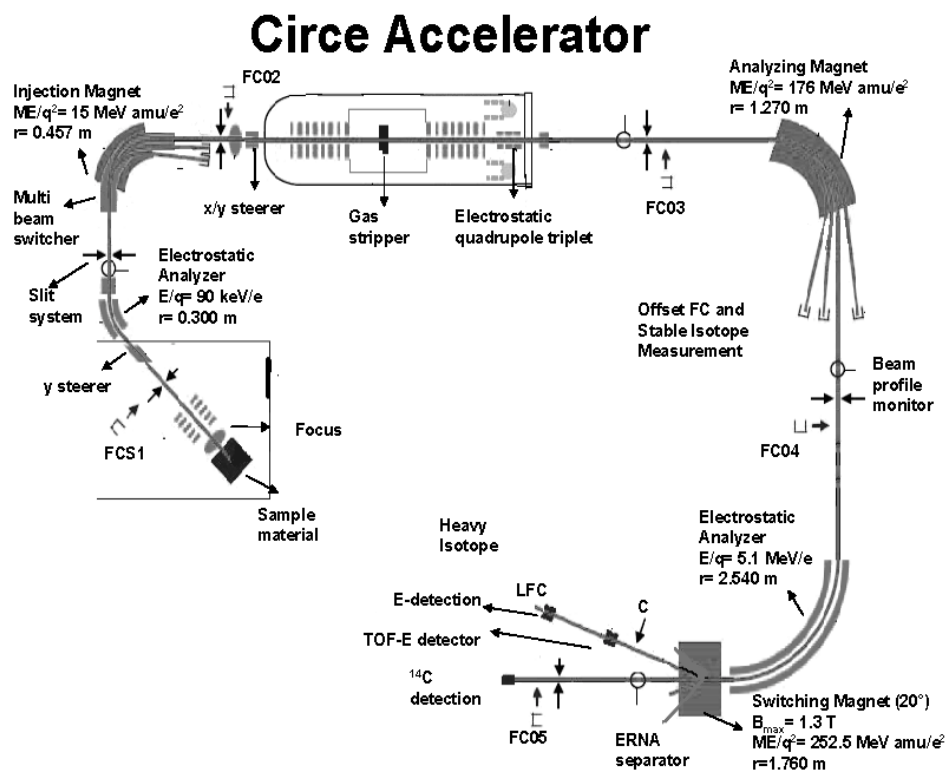 Circe Accelerator
Injection Magnet
ME/q²= 15 MeV amu/e²
r= 0.457 m
FC02
Analyzing Magnet
ME/q²= 176 MeV amu/e²
r= 1.270 m
Multi
beam
switcher
x/y steerer
Gas
stripper
Electrostatic
quadrupole triplet
FC03
Slit
system
Electrostatic
Analyzer
E/q= 90 keV/e
r= 0.300 m
Offset FC and
Stable Isotope
Measurement
y steerer
Beam
profile
monitor
FCS1
Focus
FC04
Sample
material
Heavy
Isotope
Electrostatic
Analyzer
E/q= 5.1 MeV/e
r= 2.540 m
LFC
E-detection
C
TOF-E detector
¹⁴C
detection
FC05
ERNA
separator
Switching Magnet (20°)
Bmax= 1.3 T
ME/q²= 252.5 MeV amu/e²
r=1.760 m